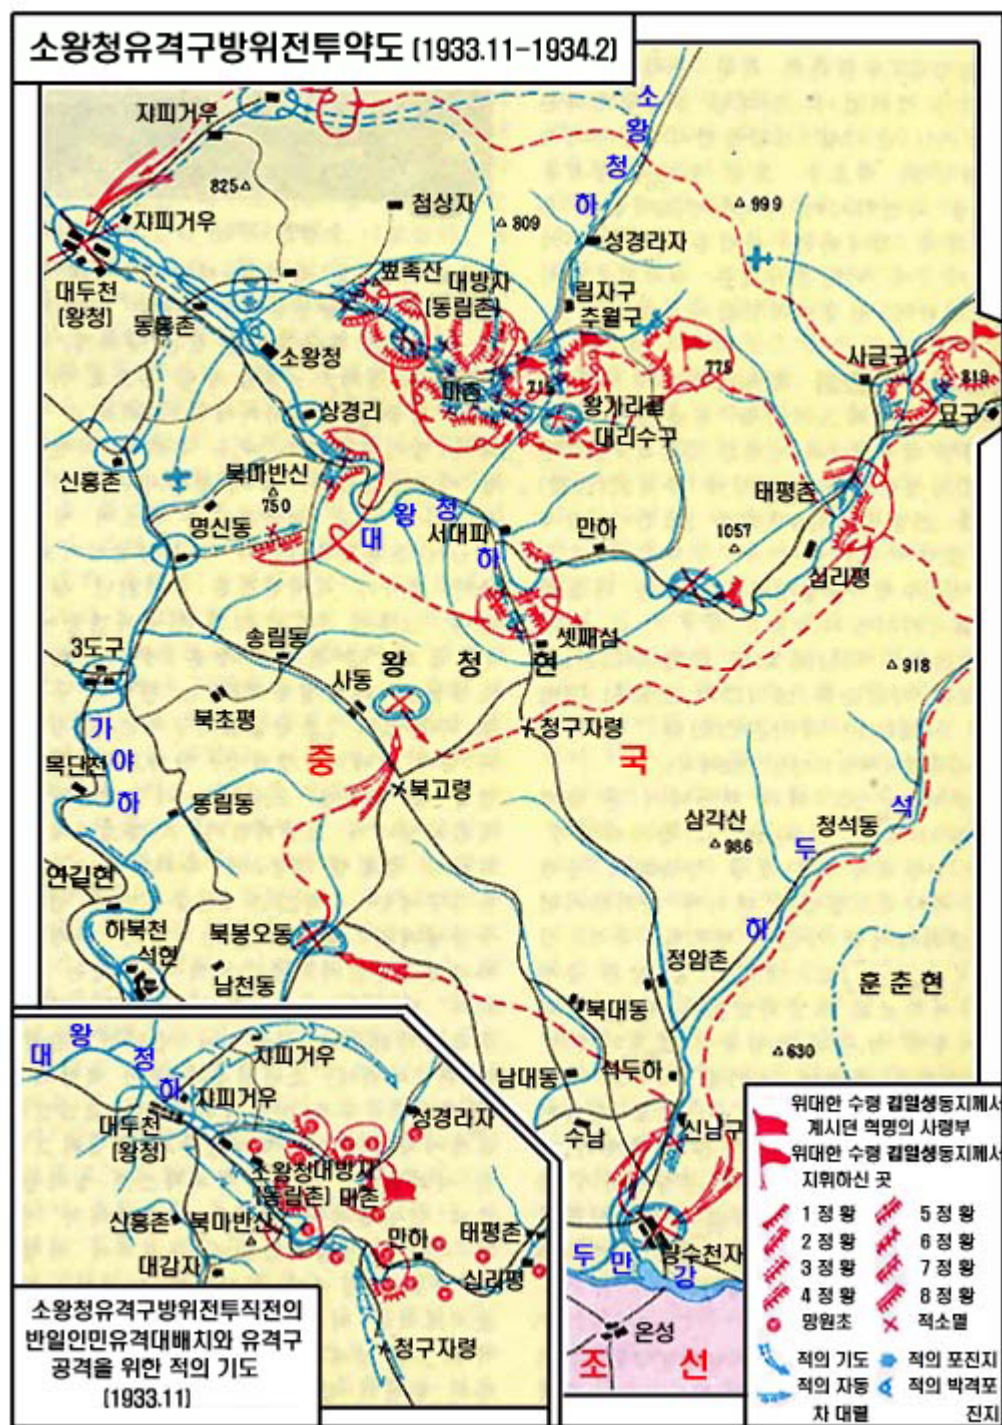 소왕청유격구방위전투약도 (1933.11-1934.2)
쟈피거우
825
쟈피거우
첨상자
809
999
소왕청하
성경라자
대두천
(왕청)
동홍촌
뾰족산
대방자
(동림촌)
림자구
추월구
사금구
소왕청
마촌
715
775
819
묘구
왕가리골
대리수구
상경리
신흥촌
북마반산
750
명신동
대왕청하
서대파
만하
1057
태평촌
십리평
셋째섬
3도구
송림동
사동
왕청현
918
북초평
청구자령
중국
가야하
목단천
동림동
북고령
삼각산
986
청석동
석두하
연길현
하북천
석현
북봉오동
남천동
정암촌
북대동
훈춘현
630
남대동
석두하
수남
신남구
량수천자
두만강
온성
조선
대왕청하
쟈피거우
쟈피거우
대두천
(왕청)
성경라자
소왕청
대방자
(동림촌)
마촌
신흥촌
북마반산
만하
태평촌
십리평
대감자
청구자령
소왕청유격구방위전투직전의
반일인민유격대배치와 유격구
공격을 위한 적의 기도
(1933.11)
위대한 수령 김일성동지께서
계시던 혁명의 사령부
위대한 수령 김일성동지께서
지휘하신 곳
1정황 5정황
2정황 6정황
3정황 7정황
4정황 8정황
망원초 적소멸
적의 기도 적의 포진지
적의 자동차 대렬 적의 박격포진지